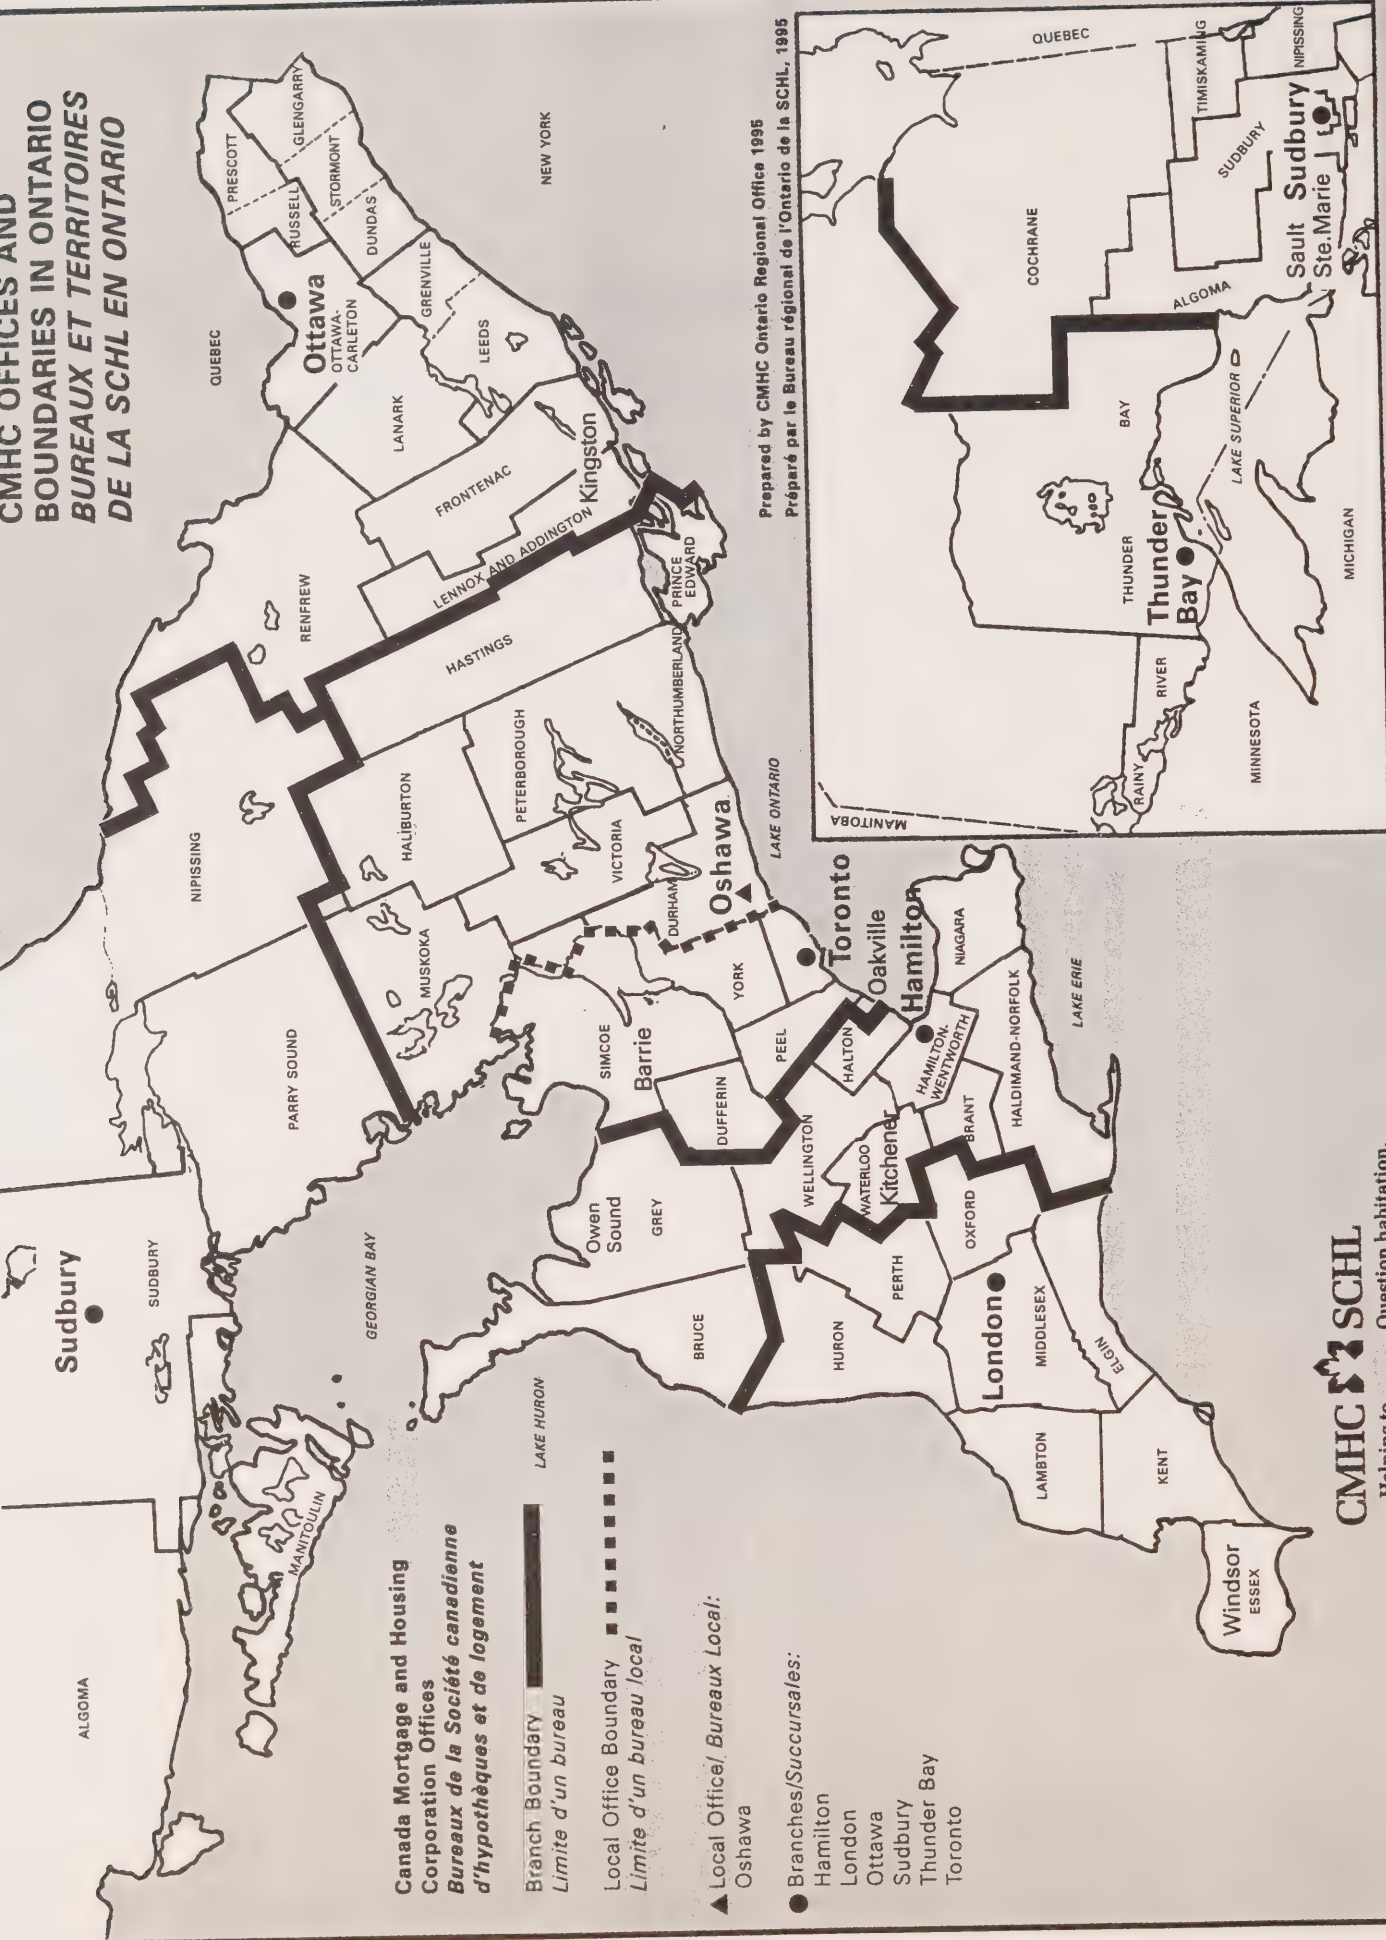 CMHC OFFICES AND
BOUNDARIES IN ONTARIO
BUREAUX ET TERRITOIRES
DE LA SCHL EN ONTARIO
QUEBEC
PRESCOTT
GLENGARRY
RUSSELL
STORMONT
DUNDAS
Ottawa
OTTAWA-
CARLETON
GRENVILLE
LEEDS
LANARK
FRONTENAC
Kingston
LENNOX AND ADDINGTON
RENFREW
HASTINGS
PRINCE
EDWARD
NEW YORK
NIPISSING
HALIBURTON
PETERBOROUGH
NORTHUMBERLAND
VICTORIA
DURHAM
Oshawa
LAKE ONTARIO
PARRY SOUND
MUSKOKA
SIMCOE
Barrie
YORK
Toronto
PEEL
Oakville
HALTON
Hamilton
HAMILTON-
WENTWORTH
NIAGARA
DUFFERIN
WELLINGTON
WATERLOO
Kitchener
BRANT
HALDIMAND-NORFOLK
LAKE ERIE
Owen
Sound
GREY
BRUCE
HURON
PERTH
OXFORD
London
MIDDLESEX
ELGIN
LAMBTON
KENT
Windsor
ESSEX
Sudbury
SUDBURY
GEORGIAN BAY
LAKE HURON
MANITOULIN
ALGOMA
Canada Mortgage and Housing
Corporation Offices
Bureaux de la Société canadienne
d'hypothèques et de logement
Branch Boundary
Limite d'un bureau
Local Office Boundary
Limite d'un bureau local
▲ Local Office/ Bureaux Local:
Oshawa
● Branches/Succursales:
Hamilton
London
Ottawa
Sudbury
Thunder Bay
Toronto
Prepared by CMHC Ontario Regional Office 1995
Préparé par le Bureau régional de l'Ontario de la SCHL, 1995
QUEBEC
TIMISKAMING
NIPISSING
COCHRANE
SUDBURY
Sudbury
Sault
Ste.Marie
ALGOMA
THUNDER
BAY
Thunder
Bay
LAKE SUPERIOR
MICHIGAN
RAINY
RIVER
MINNESOTA
MANITOBA
CMHC SCHL
Helping to
Question habitation,